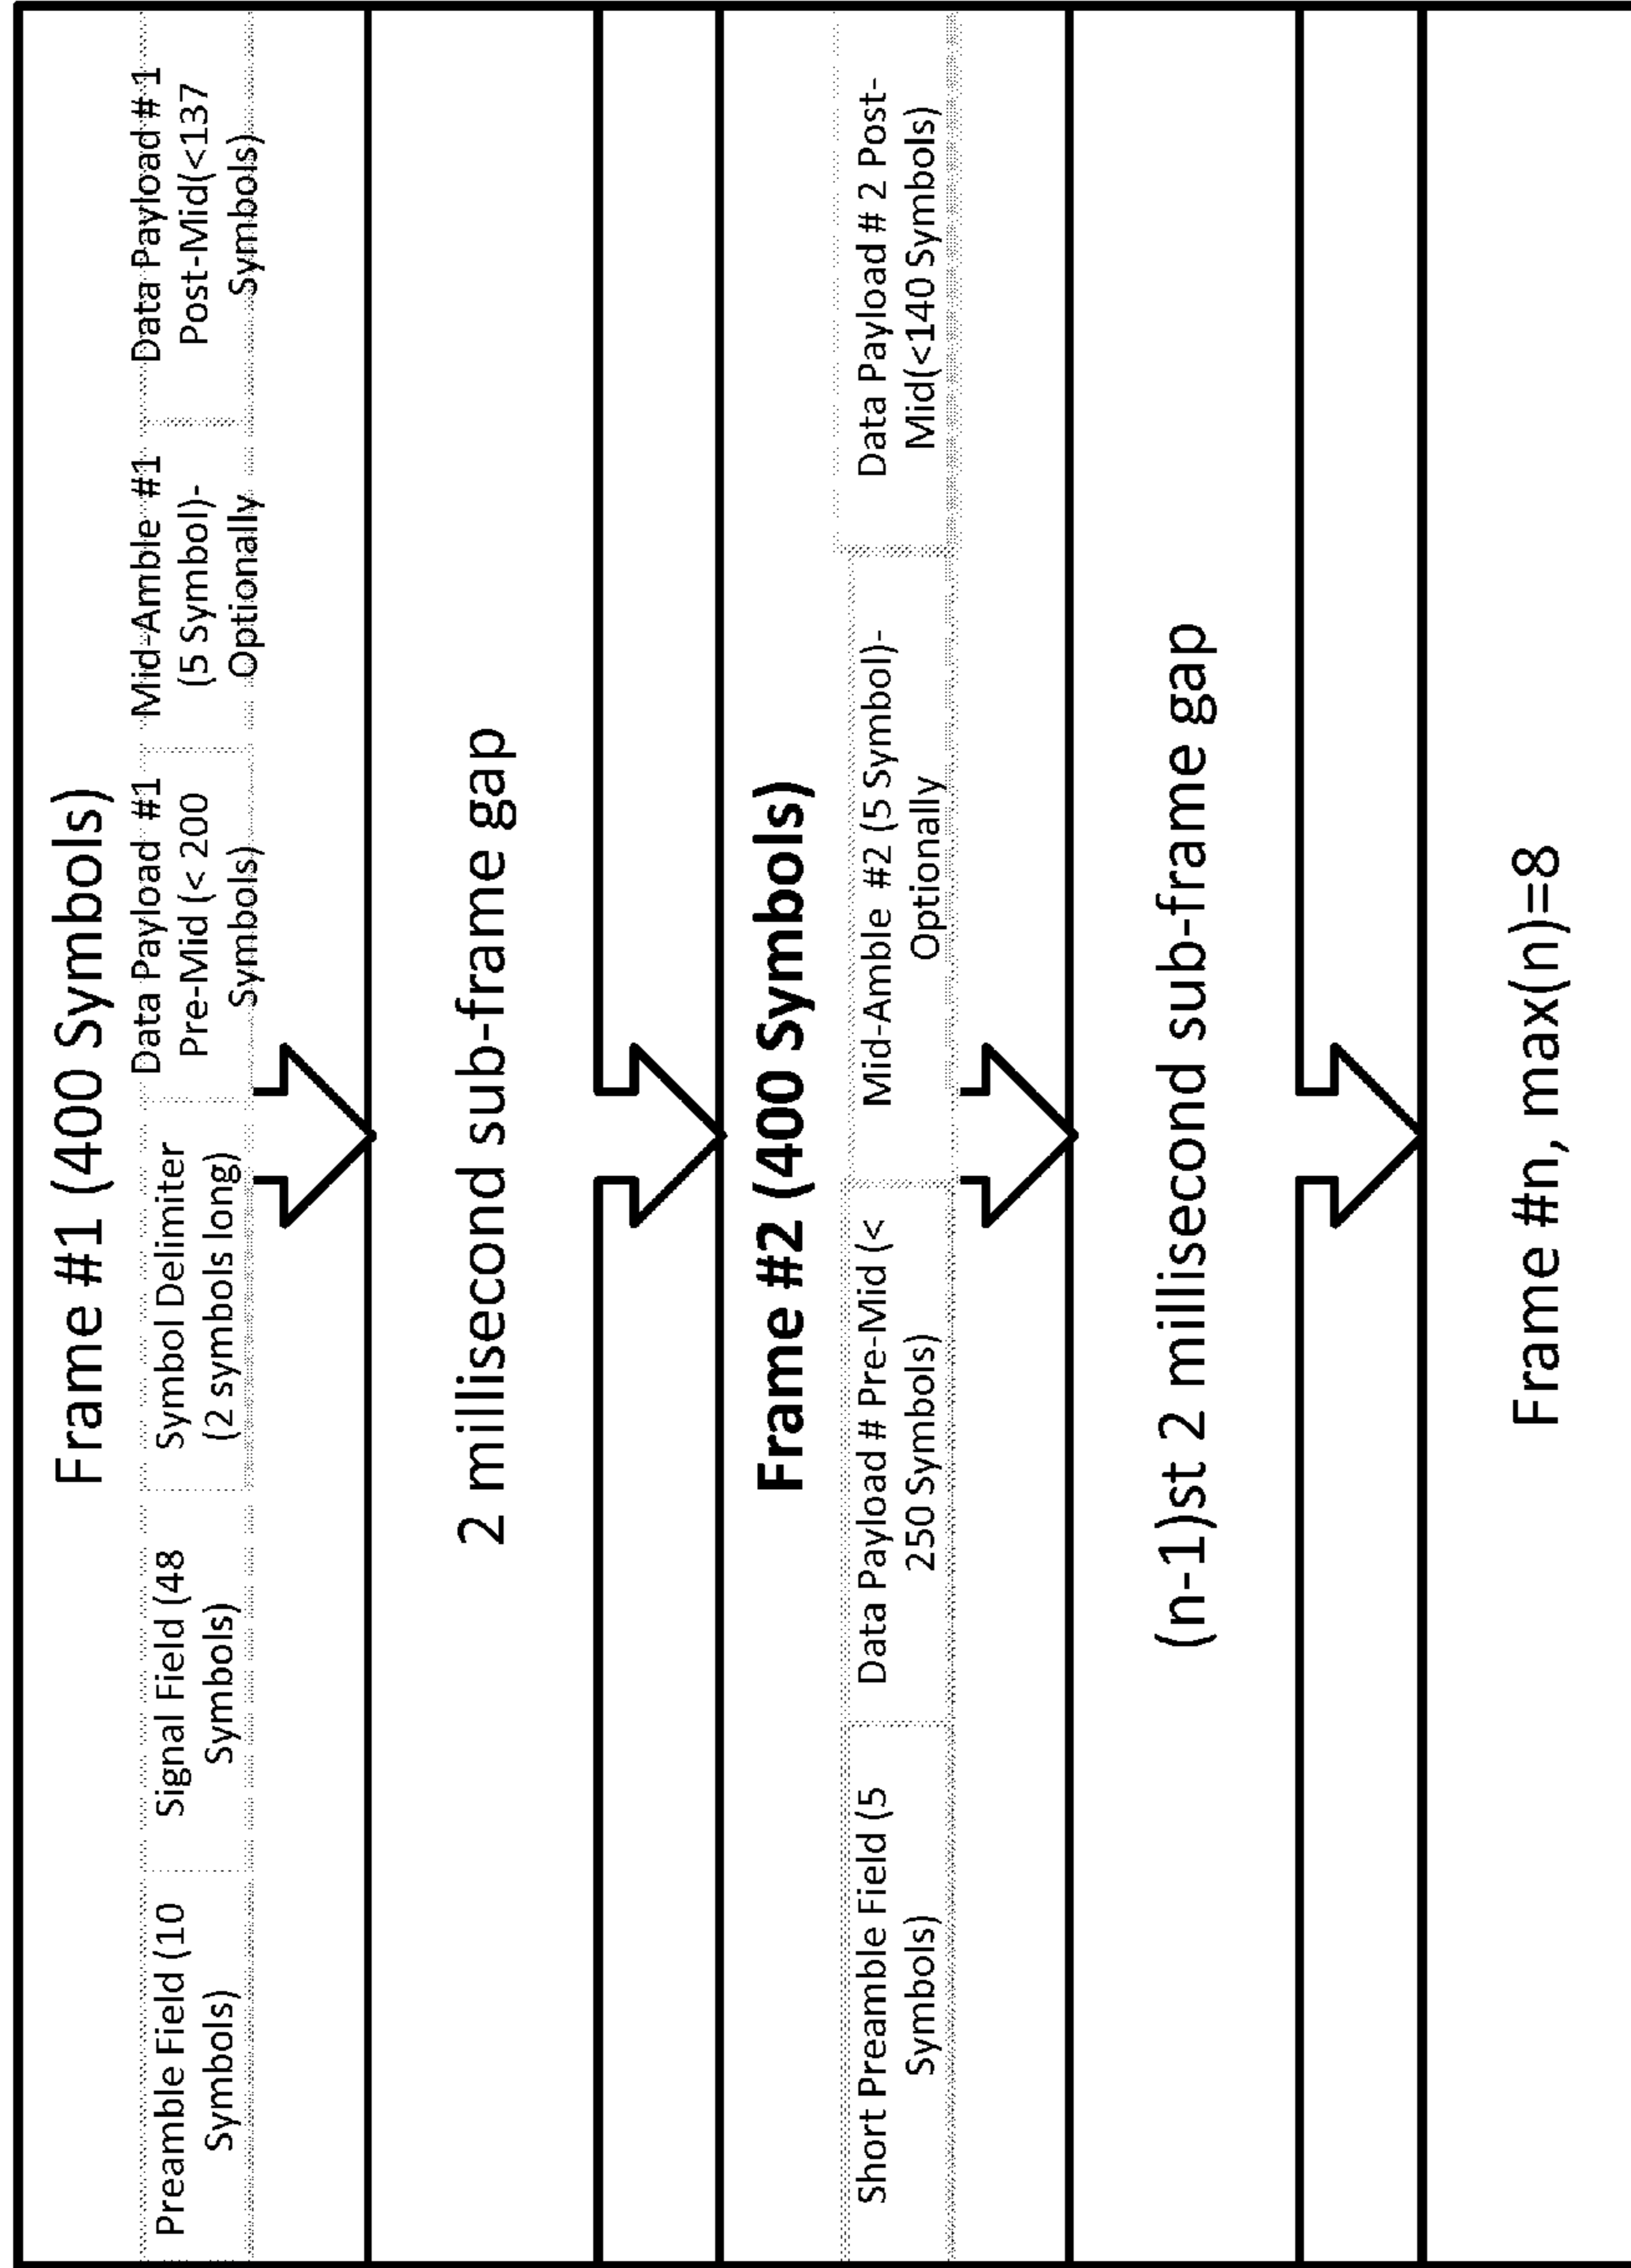 Frame #1 (400 Symbols)
Preamble Field (10
Symbols)
Signal Field (48
Symbols)
Symbol Delimiter
(2 symbols long)
Data Payload #1
Pre-Mid (< 200
Symbols)
Mid-Amble #1
(5 Symbol)-
Optionally
Data Payload # 1
Post-Mid(<137
Symbols)
2 millisecond sub-frame gap
Frame #2 (400 Symbols)
Short Preamble Field (5
Symbols)
Data Payload # Pre-Mid (<
250 Symbols)
Mid-Amble #2 (5 Symbol)-
Optionally
Data Payload # 2 Post-
Mid(<140 Symbols)
(n-1)st 2 millisecond sub-frame gap
Frame #n, max(n)=8